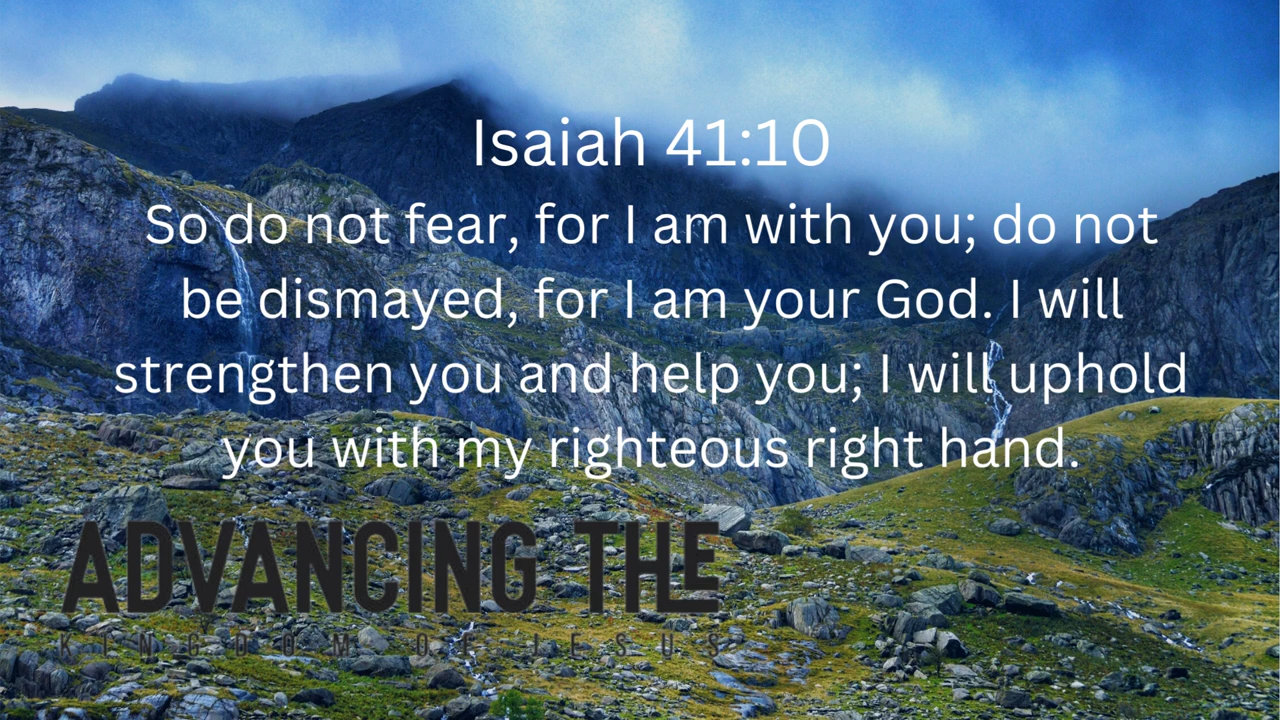 Isaiah 41:10
So do not fear, for I am with you; do not
be dismayed, for I am your God. I will
strengthen you and help you; I will uphold
you with my righteous right hand.
ADVANCING THE
KINGDOM OF JESUS